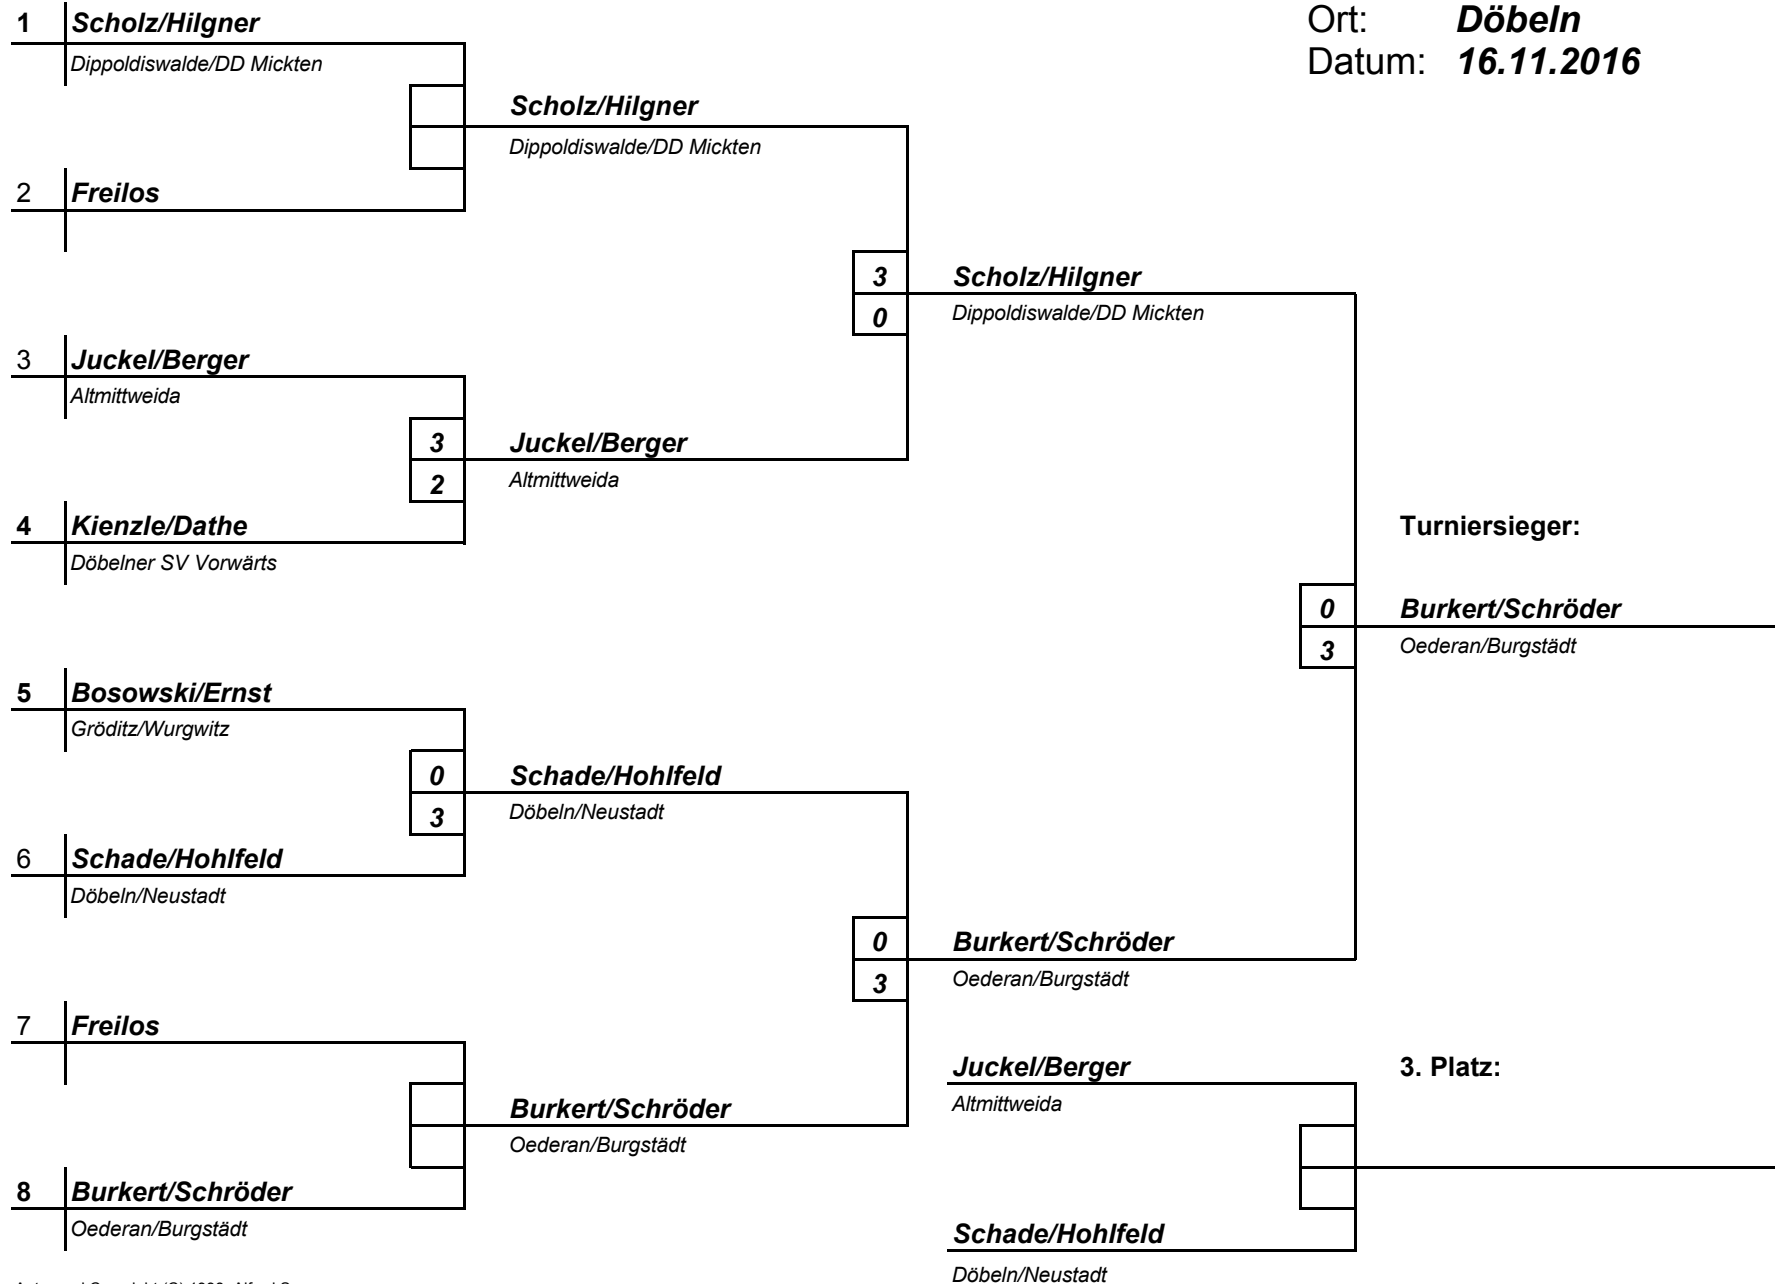 Ort: Döbeln
Datum: 16.11.2016
1 Scholz/Hilgner
Dippoldiswalde/DD Mickten
Scholz/Hilgner
Dippoldiswalde/DD Mickten
2 Freilos
3 Scholz/Hilgner
0 Dippoldiswalde/DD Mickten
3 Juckel/Berger
Altmittweida
3 Juckel/Berger
2 Altmittweida
4 Kienzle/Dathe
Döbelner SV Vorwärts
Turniersieger:
0 Burkert/Schröder
3 Oederan/Burgstädt
5 Bosowski/Ernst
Gröditz/Wurgwitz
0 Schade/Hohlfeld
3 Döbeln/Neustadt
6 Schade/Hohlfeld
Döbeln/Neustadt
0 Burkert/Schröder
3 Oederan/Burgstädt
7 Freilos
Juckel/Berger
Altmittweida
3. Platz:
Burkert/Schröder
Oederan/Burgstädt
8 Burkert/Schröder
Oederan/Burgstädt
Schade/Hohlfeld
Döbeln/Neustadt